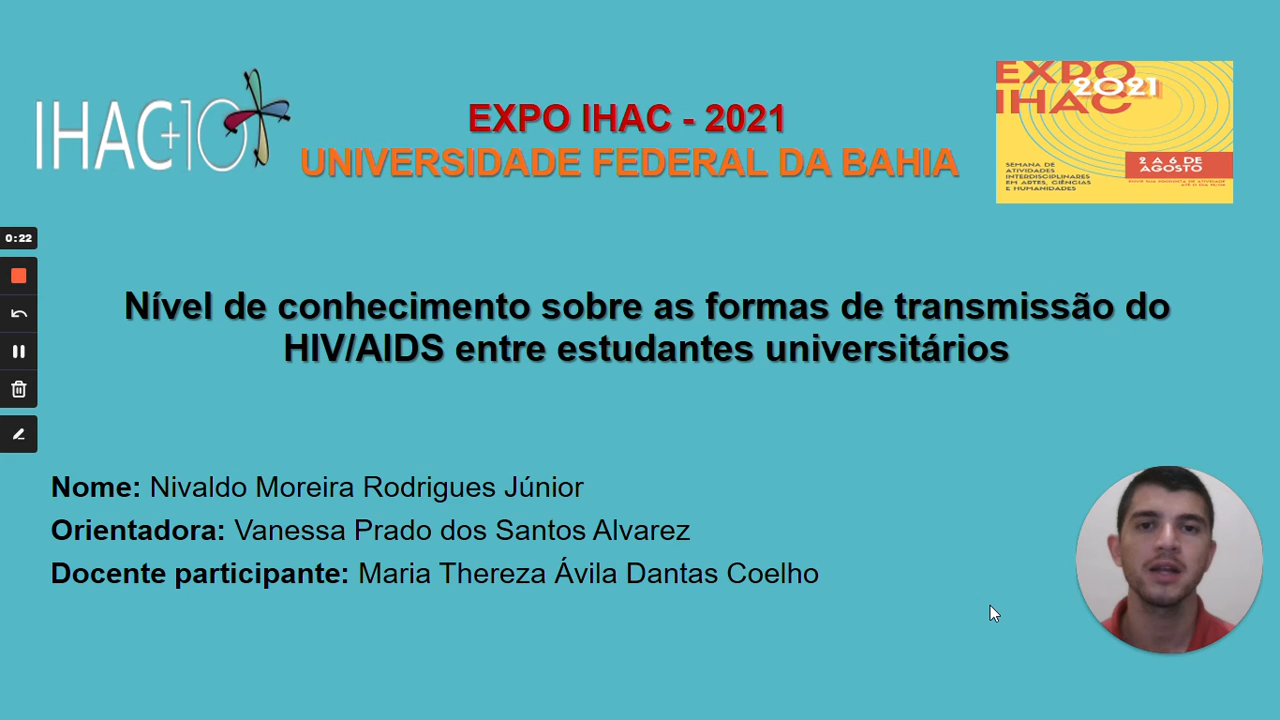 IHAC+10
EXPO IHAC - 2021
UNIVERSIDADE FEDERAL DA BAHIA
EXPO
2021
IHAC
SEMANA DE
ATIVIDADES
INTERDISCIPLINARES
EM ARTES, CIÊNCIAS
E HUMANIDADES
2 A 6 DE
AGOSTO
0:22
Nível de conhecimento sobre as formas de transmissão do
HIV/AIDS entre estudantes universitários
Nome: Nivaldo Moreira Rodrigues Júnior
Orientadora: Vanessa Prado dos Santos Alvarez
Docente participante: Maria Thereza Ávila Dantas Coelho